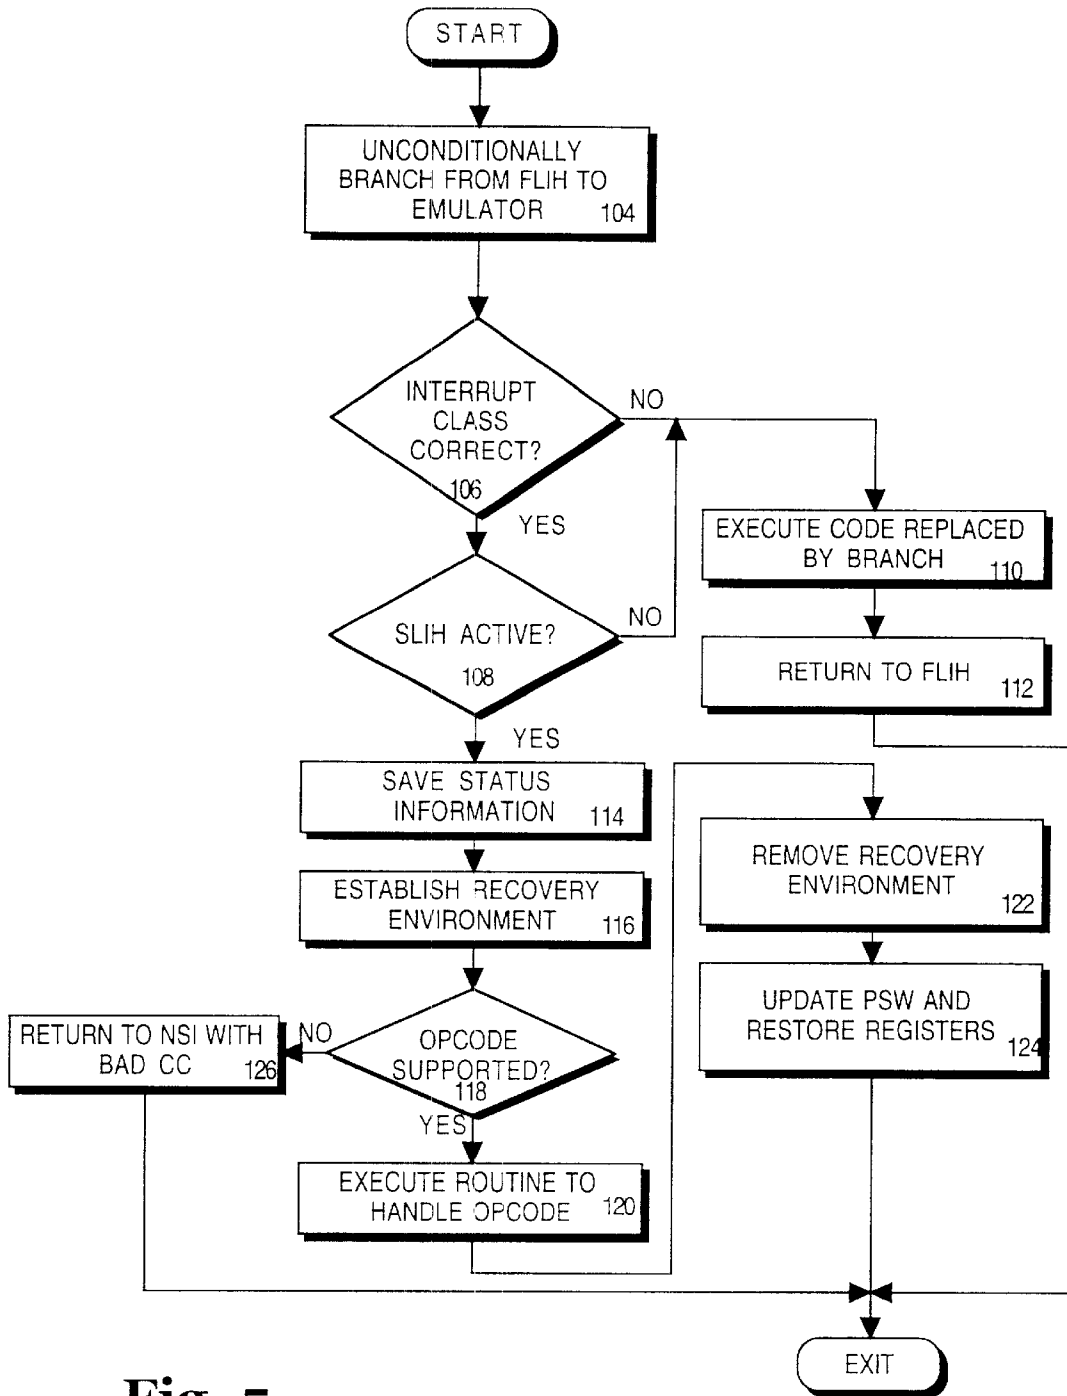 START
UNCONDITIONALLY
BRANCH FROM FLIH TO
EMULATOR 104
INTERRUPT
CLASS
CORRECT?
106
NO
YES
EXECUTE CODE REPLACED
BY BRANCH 110
SLIH ACTIVE?
108
NO
YES
RETURN TO FLIH 112
SAVE STATUS
INFORMATION 114
ESTABLISH RECOVERY
ENVIRONMENT 116
REMOVE RECOVERY
ENVIRONMENT 122
UPDATE PSW AND
RESTORE REGISTERS 124
OPCODE
SUPPORTED?
118
NO
YES
RETURN TO NSI WITH
BAD CC 126
EXECUTE ROUTINE TO
HANDLE OPCODE 120
EXIT
Fig.